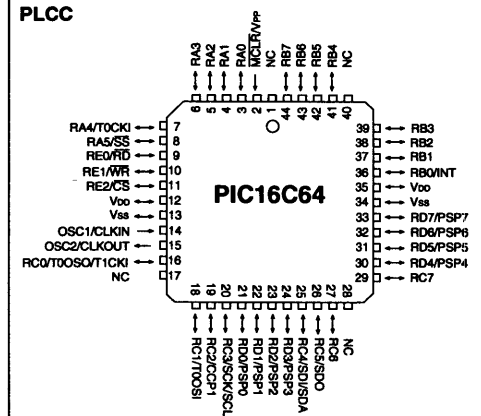 PLCC
RA3
RA2
RA1
RA0
MCLR/VPP
NC
RB7
RB6
RB5
RB4
NC
6
5
4
3
2
1
44
43
42
41
40
RA4/T0CKI 7
RA5/SS 8
RE0/RD 9
RE1/WR 10
RE2/CS 11
VDD 12
VSS 13
OSC1/CLKIN 14
OSC2/CLKOUT 15
RC0/T0OSO/T1CKI 16
NC 17
PIC16C64
39 RB3
38 RB2
37 RB1
36 RB0/INT
35 VDD
34 VSS
33 RD7/PSP7
32 RD6/PSP6
31 RD5/PSP5
30 RD4/PSP4
29 RC7
18
19
20
21
22
23
24
25
26
27
28
RC1/T0OSI
RC2/CCP1
RC3/SCK/SCL
RD0/PSP0
RD1/PSP1
RD2/PSP2
RD3/PSP3
RC4/SDI/SDA
RC5/SDO
RC6
NC